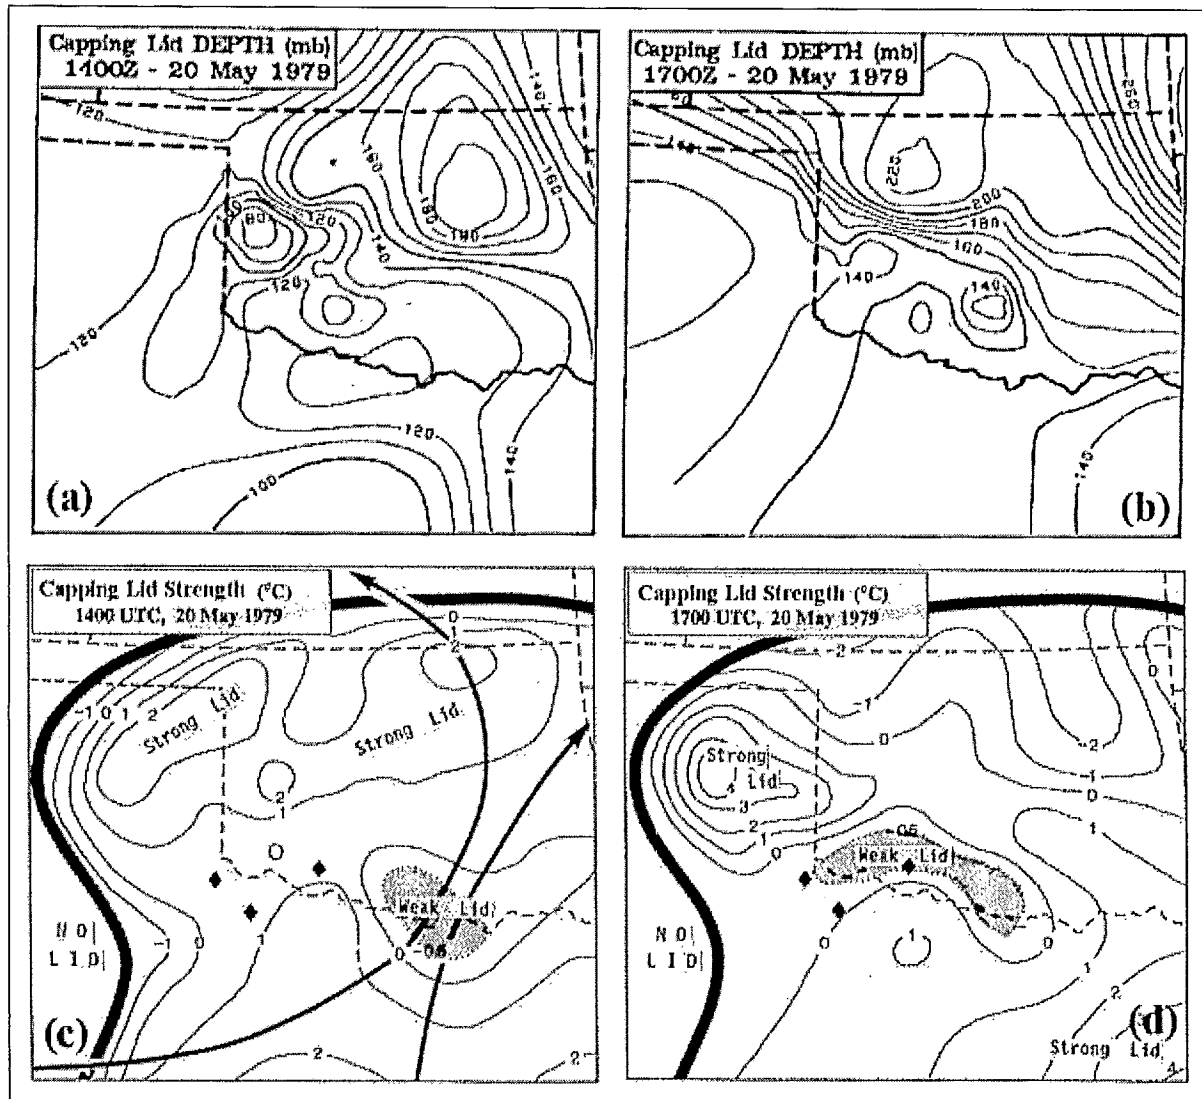 Capping Lid DEPTH (mb)
1400Z - 20 May 1979
120
140
160
160
180
180
80
120
140
120
120
120
140
100
(a)
Capping Lid DEPTH (mb)
1700Z - 20 May 1979
250
225
200
180
140
140
140
(b)
Capping Lid Strength (°C)
1400 UTC, 20 May 1979
0
1
2
-1 0 1 2
Strong Lid
Strong Lid
2
1
0
Weak Lid
NO
LID
-1
0
1
0
-0.5
2
2
(c)
Capping Lid Strength (°C)
1700 UTC, 20 May 1979
-2
0
-1
0
2
1
0
Strong
Lid
3
2
1
0
1
Weak Lid
NO
LID
0
1
0
1
2
Strong Lid
4
(d)